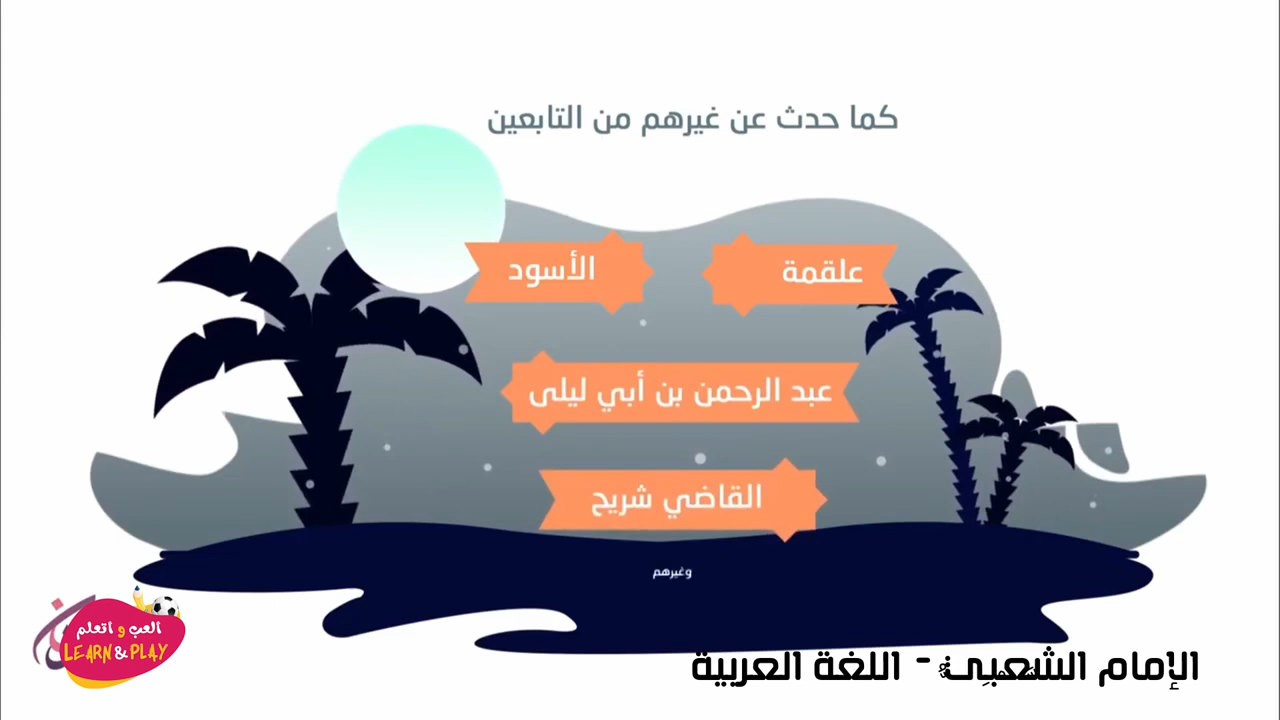 كما حدث عن غيرهم من التابعين
علقمة
الأسود
عبد الرحمن بن أبي ليلى
القاضي شريح
وغيرهم
العب و اتعلم
LEARN & PLAY
الإمام الشعبي - اللغة العربية